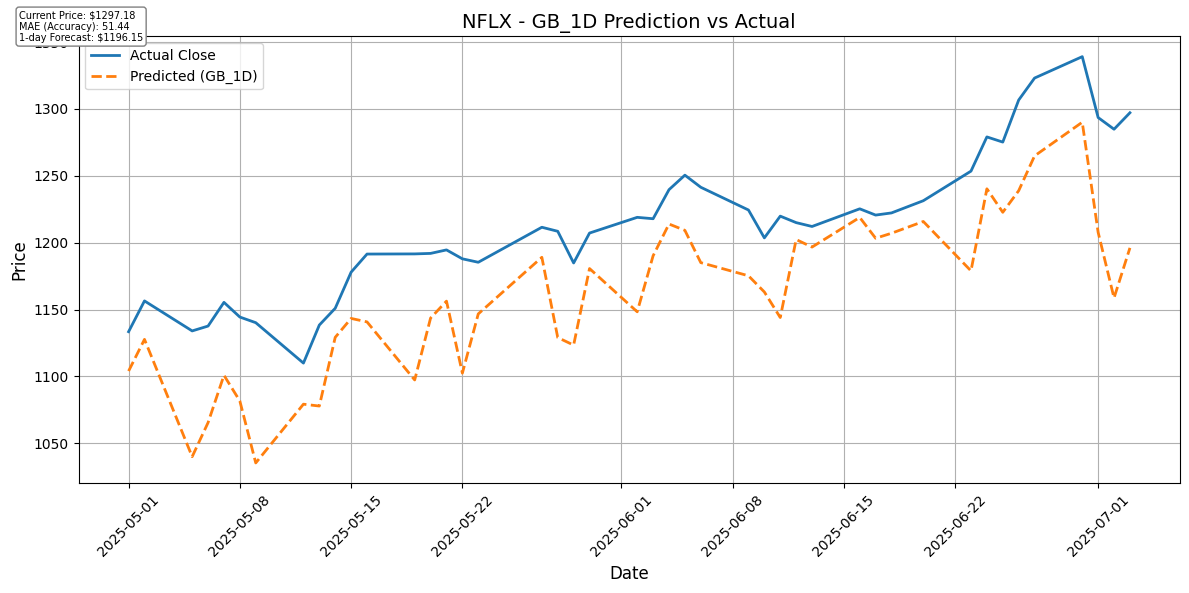 NFLX - GB_1D Prediction vs Actual
Current Price: $1297.18
MAE (Accuracy): 51.44
1-day Forecast: $1196.15
Actual Close
Predicted (GB_1D)
Price
1300
1250
1200
1150
1100
1050
2025-05-01
2025-05-08
2025-05-15
2025-05-22
2025-06-01
2025-06-08
2025-06-15
2025-06-22
2025-07-01
Date